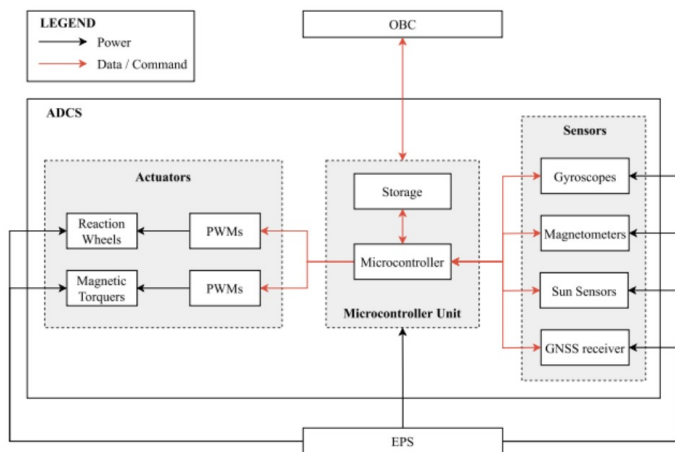 LEGEND
Power
Data / Command
OBC
ADCS
Actuators
Reaction
Wheels
PWMs
Magnetic
Torquers
PWMs
Storage
Microcontroller
Microcontroller Unit
Sensors
Gyroscopes
Magnetometers
Sun Sensors
GNSS receiver
EPS